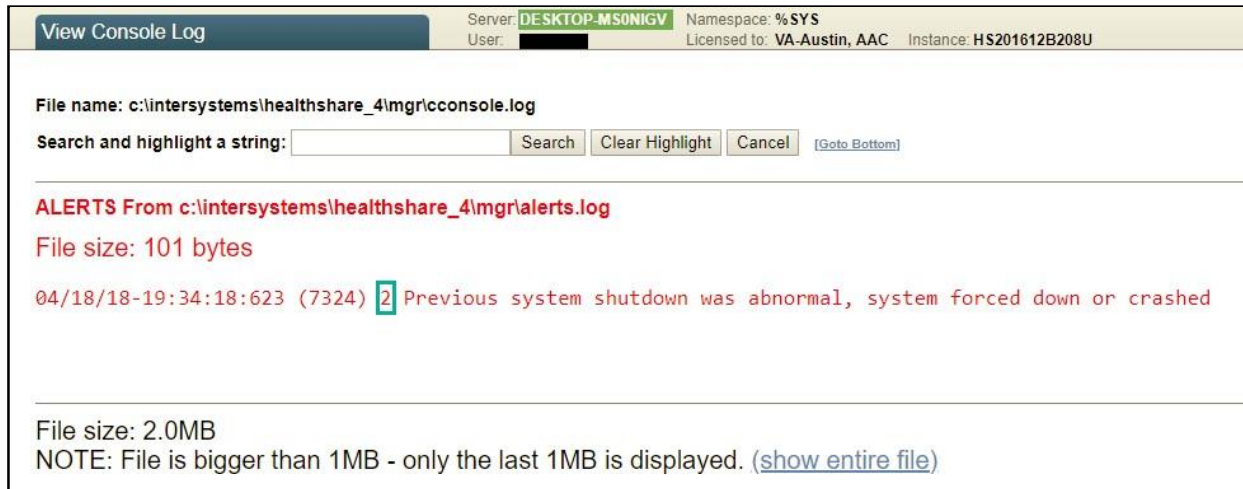 View Console Log
Server: DESKTOP-MS0NIGV Namespace: %SYS
User: Licensed to: VA-Austin, AAC Instance: HS201612B208U
File name: c:\intersystems\healthshare_4\mgr\cconsole.log
Search and highlight a string: Search Clear Highlight Cancel [Goto Bottom]
ALERTS From c:\intersystems\healthshare_4\mgr\alerts.log
File size: 101 bytes
04/18/18-19:34:18:623 (7324) 2 Previous system shutdown was abnormal, system forced down or crashed
File size: 2.0MB
NOTE: File is bigger than 1MB - only the last 1MB is displayed. (show entire file)